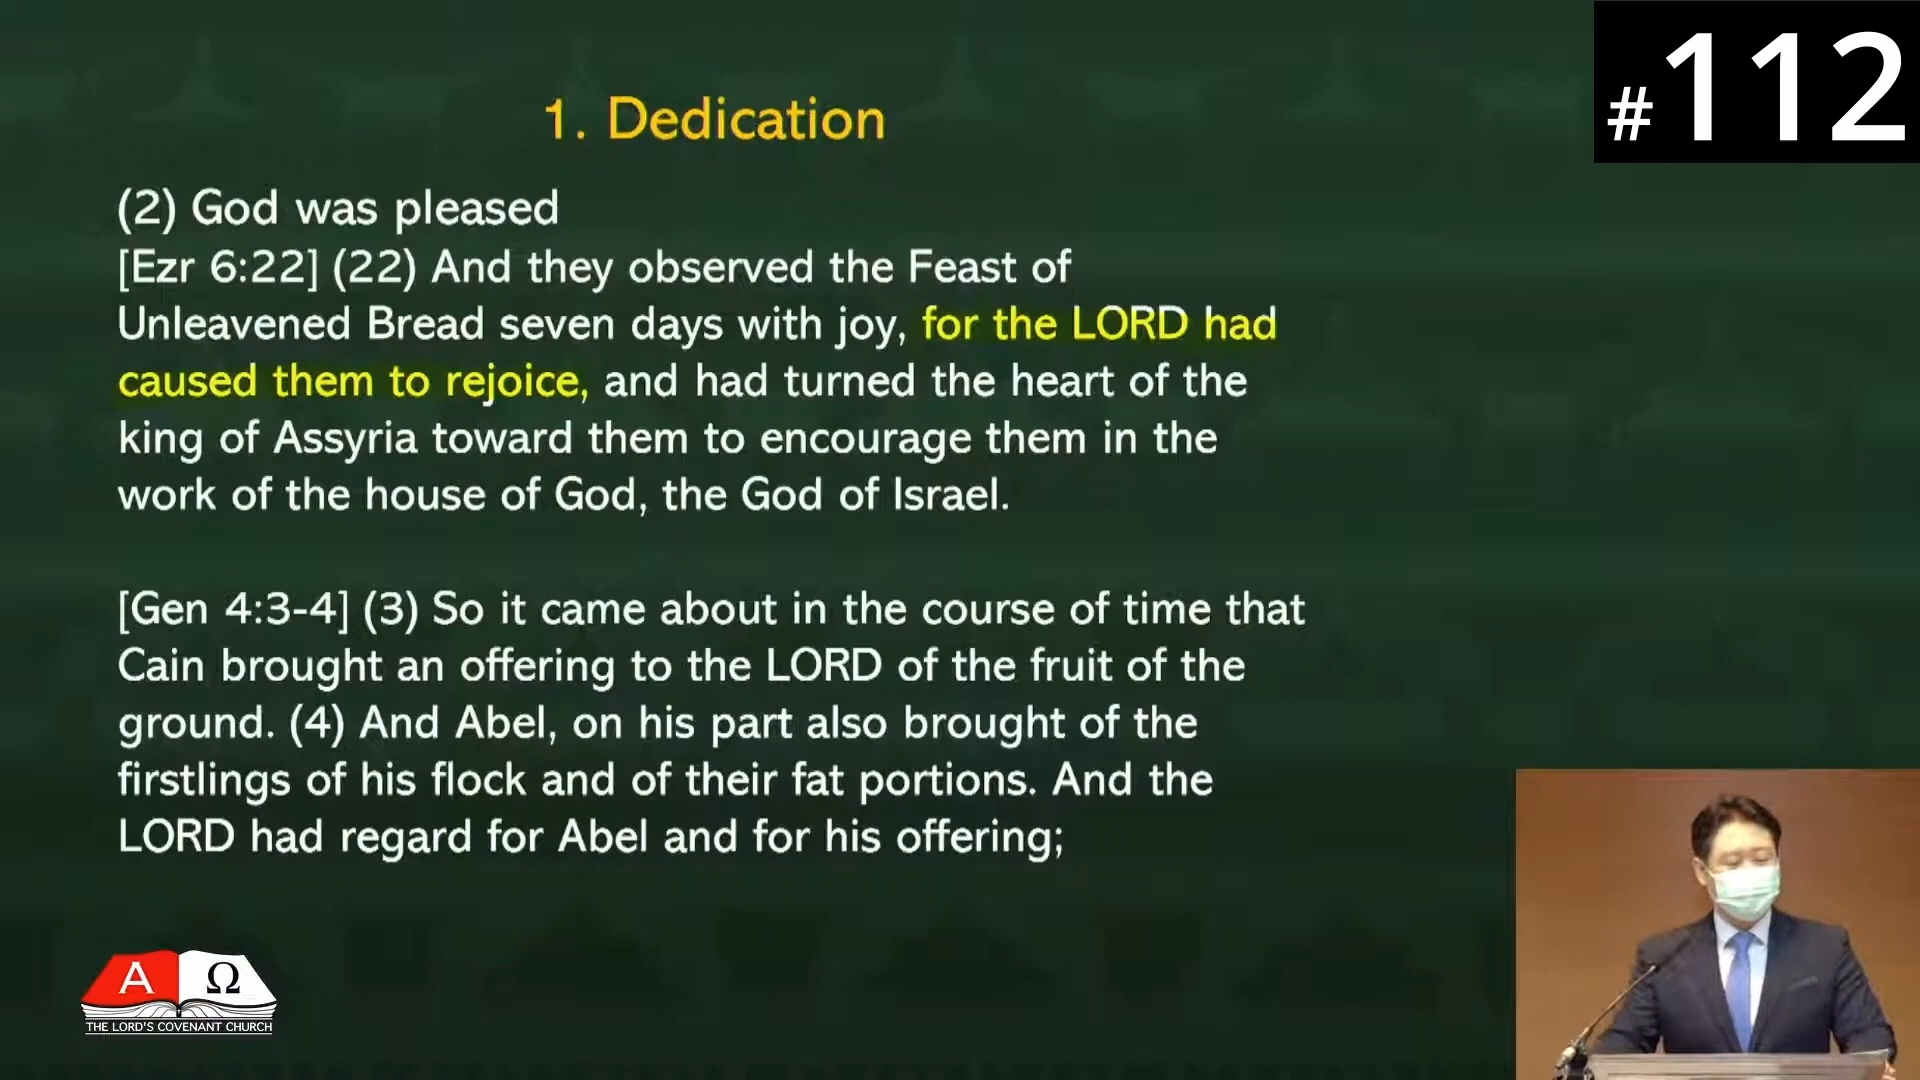 #112
1. Dedication
(2) God was pleased
[Ezr 6:22] (22) And they observed the Feast of
Unleavened Bread seven days with joy, for the LORD had
caused them to rejoice, and had turned the heart of the
king of Assyria toward them to encourage them in the
work of the house of God, the God of Israel.
[Gen 4:3-4] (3) So it came about in the course of time that
Cain brought an offering to the LORD of the fruit of the
ground. (4) And Abel, on his part also brought of the
firstlings of his flock and of their fat portions. And the
LORD had regard for Abel and for his offering;
A Ω
THE LORD'S COVENANT CHURCH